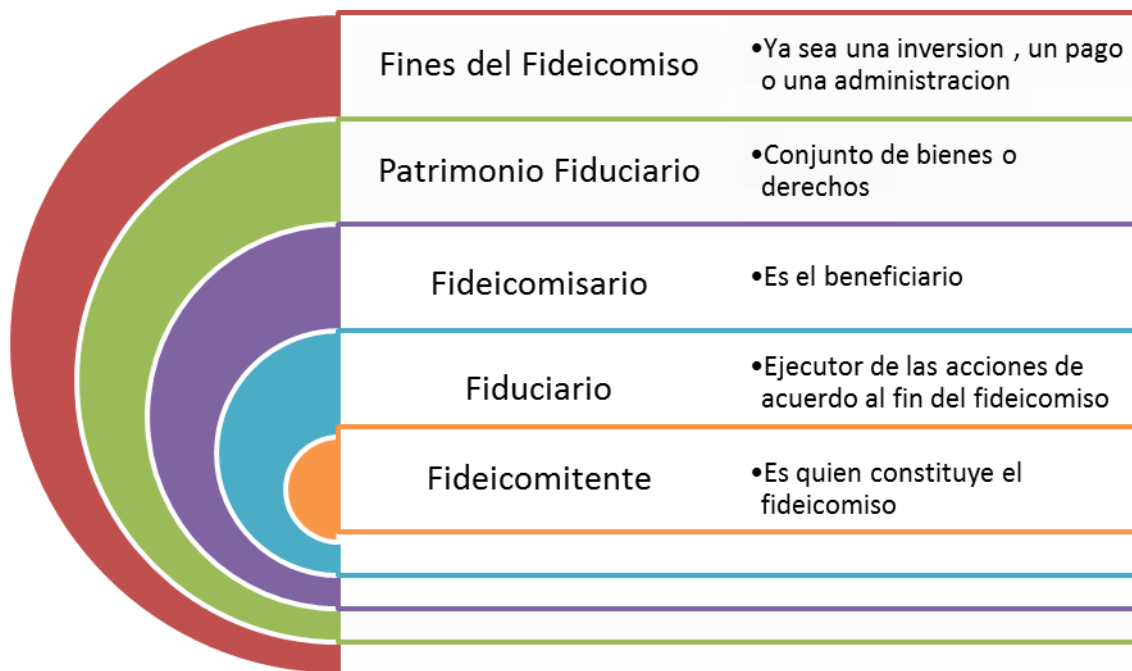 Fines del Fideicomiso
•Ya sea una inversion , un pago
o una administracion
Patrimonio Fiduciario
•Conjunto de bienes o
derechos
Fideicomisario
•Es el beneficiario
Fiduciario
•Ejecutor de las acciones de
acuerdo al fin del fideicomiso
Fideicomitente
•Es quien constituye el
fideicomiso